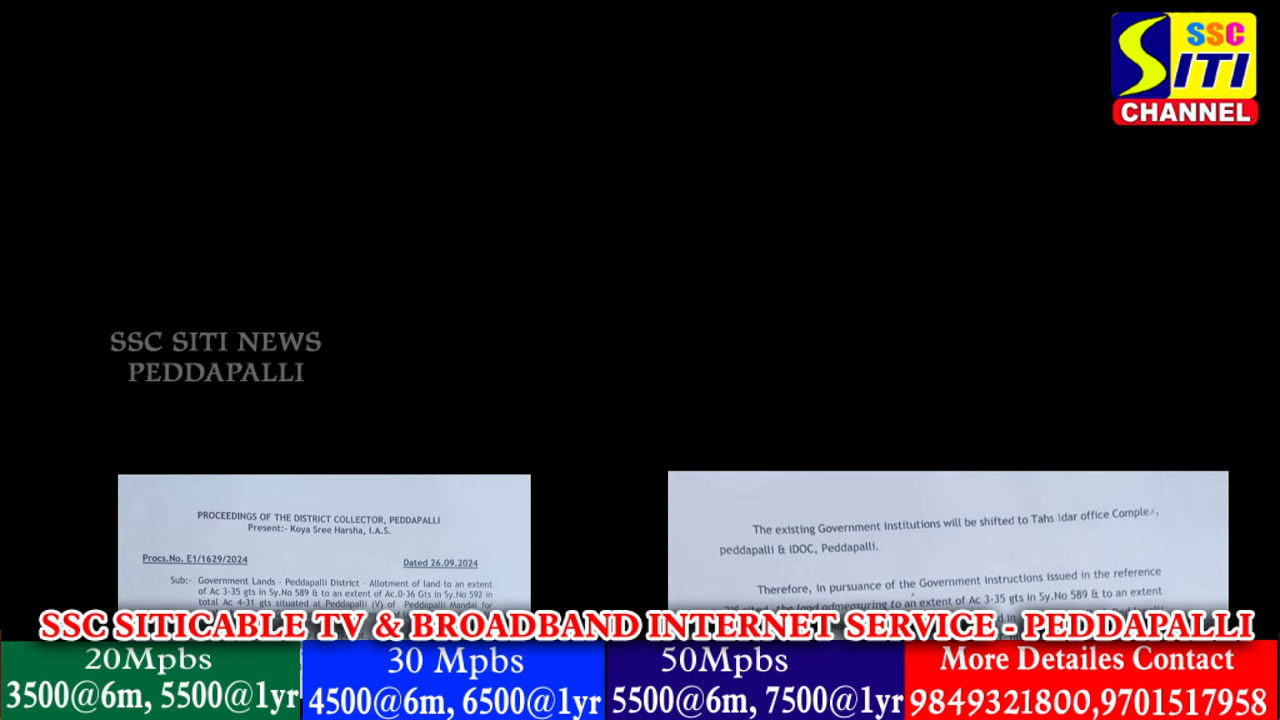 SSC
SITI
CHANNEL
SSC SITI NEWS
PEDDAPALLI
PROCEEDINGS OF THE DISTRICT COLLECTOR, PEDDAPALLI
Present:- Koya Sree Harsha, I.A.S.
Procs.No. E1/1629/2024 Dated 26.09.2024
Sub:- Government Lands - Peddapalli District - Allotment of land to an extent
of Ac 3-35 gts in Sy.No 589 & to an extent of Ac.0-36 Gts in Sy.No 592 in
total Ac 4-31 gts situated at Peddapalli (V) of Peddapalli Mandal for
The existing Government institutions will be shifted to Tahs ldar office Complex,
peddapalli & IDOC, Peddapalli.
Therefore, in pursuance of the Government instructions issued in the reference
cited, the land admeasuring to an extent of Ac 3-35 gts in Sy.No 589 & to an extent
SSC SITICABLE TV & BROADBAND INTERNET SERVICE - PEDDAPALLI
20Mpbs
3500@6m, 5500@1yr
30 Mpbs
4500@6m, 6500@1yr
50Mpbs
5500@6m, 7500@1yr
More Detailes Contact
9849321800,9701517958